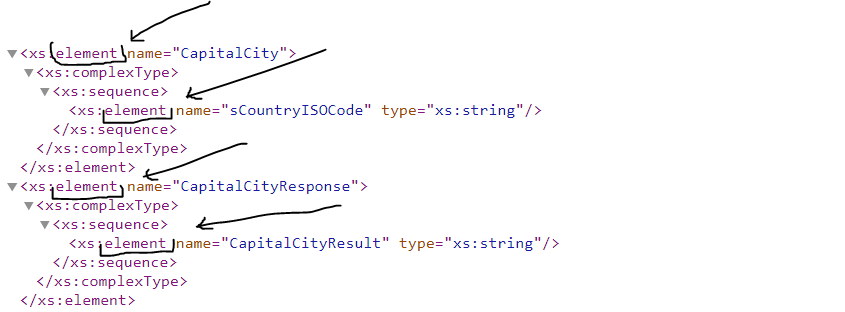 ▼<xs:element name="CapitalCity">
▼<xs:complexType>
▼<xs:sequence>
<xs:element name="sCountryISOCode" type="xs:string"/>
</xs:sequence>
</xs:complexType>
</xs:element>
▼<xs:element name="CapitalCityResponse">
▼<xs:complexType>
▼<xs:sequence>
<xs:element name="CapitalCityResult" type="xs:string"/>
</xs:sequence>
</xs:complexType>
</xs:element>